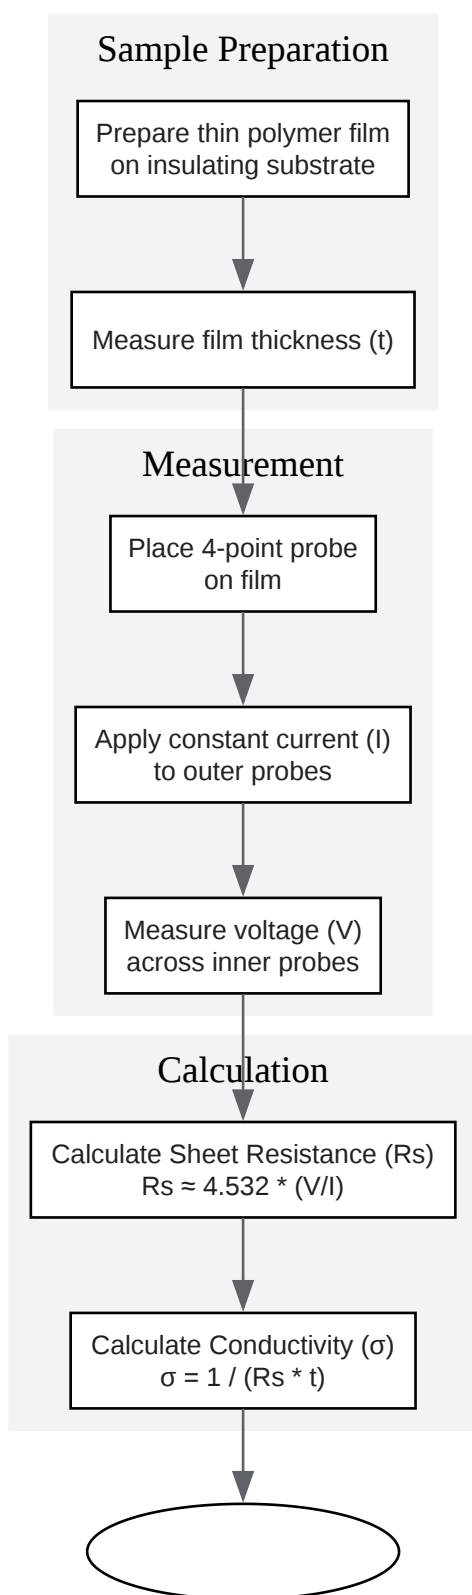 Sample Preparation
Prepare thin polymer film
on insulating substrate
Measure film thickness (t)
Measurement
Place 4-point probe
on film
Apply constant current (I)
to outer probes
Measure voltage (V)
across inner probes
Calculation
Calculate Sheet Resistance (Rs)
Rs ≈ 4.532 * (V/I)
Calculate Conductivity (σ)
σ = 1 / (Rs * t)